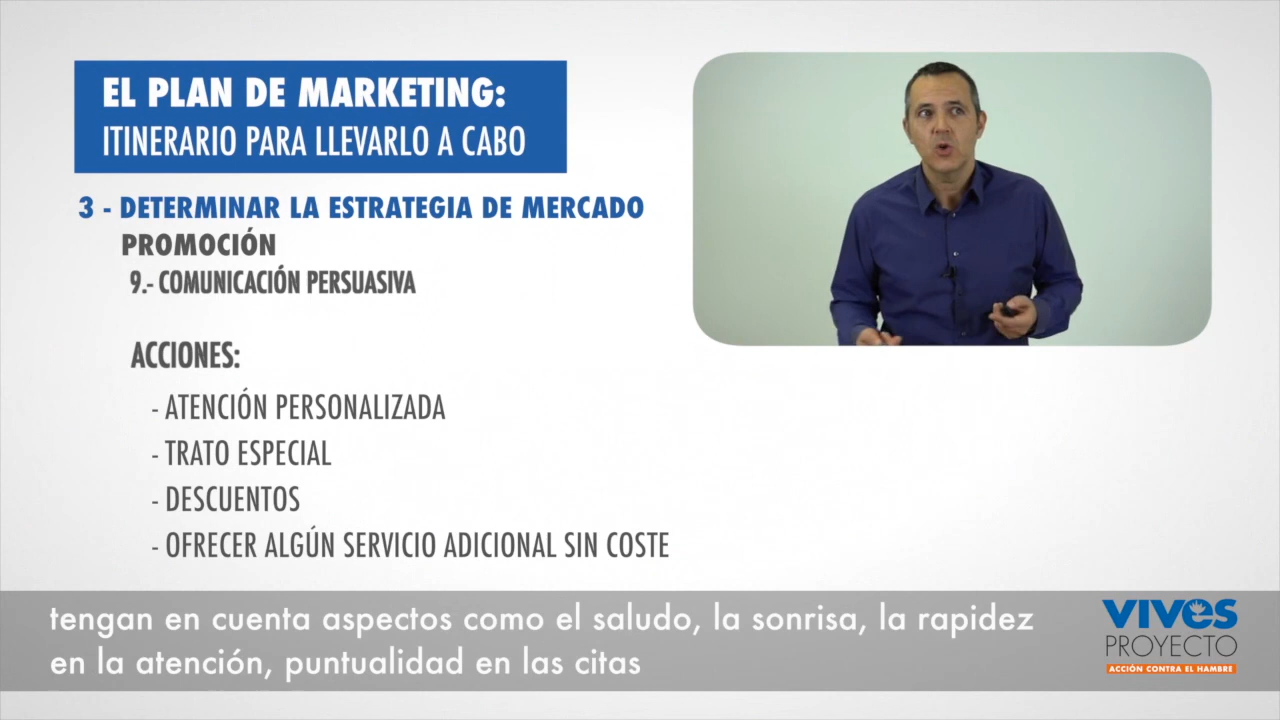 EL PLAN DE MARKETING:
ITINERARIO PARA LLEVARLO A CABO
3 - DETERMINAR LA ESTRATEGIA DE MERCADO
PROMOCIÓN
9.- COMUNICACIÓN PERSUASIVA
ACCIONES:
- ATENCIÓN PERSONALIZADA
- TRATO ESPECIAL
- DESCUENTOS
- OFRECER ALGÚN SERVICIO ADICIONAL SIN COSTE
tengan en cuenta aspectos como el saludo, la sonrisa, la rapidez
en la atención, puntualidad en las citas
VIVES
PROYECTO
ACCIÓN CONTRA EL HAMBRE